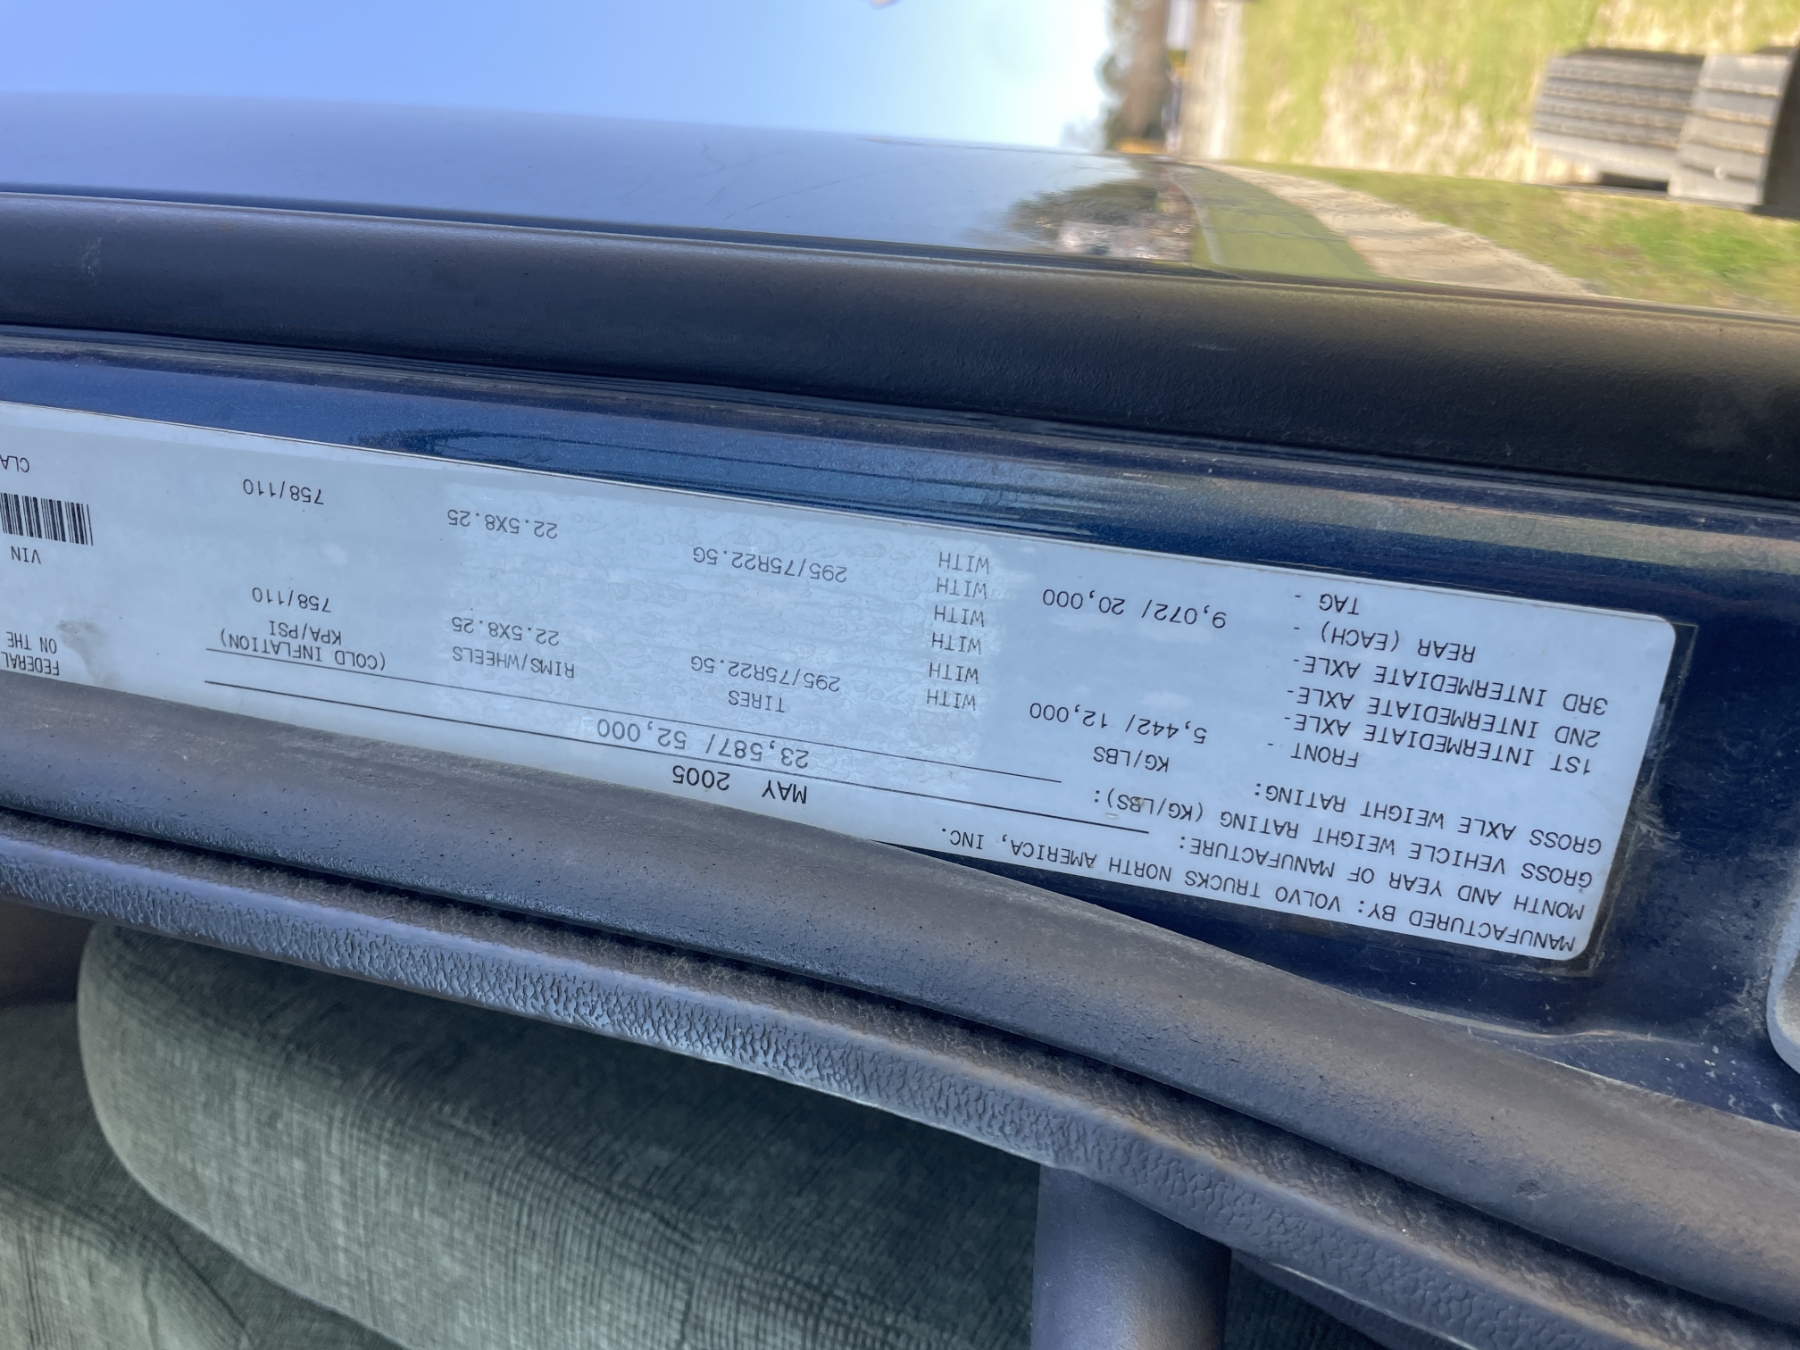 MANUFACTURED BY: VOLVO TRUCKS NORTH AMERICA, INC.
MONTH AND YEAR OF MANUFACTURE: MAY 2005
GROSS VEHICLE WEIGHT RATING (KG/LBS): 23,587/ 52,000
GROSS AXLE WEIGHT RATING: KG/LBS TIRES RIMS/WHEELS (COLD INFLATION) KPA/PSI
FRONT - 5,442/ 12,000 WITH 295/75R22.5G 22.5X8.25 758/110
1ST INTERMEDIATE AXLE- WITH
2ND INTERMEDIATE AXLE - WITH
3RD INTERMEDIATE AXLE- WITH
REAR (EACH) - 9,072/ 20,000 WITH 295/75R22.5G 22.5X8.25 758/110
TAG - WITH
FEDERAL
ON THE
VIN
CLA